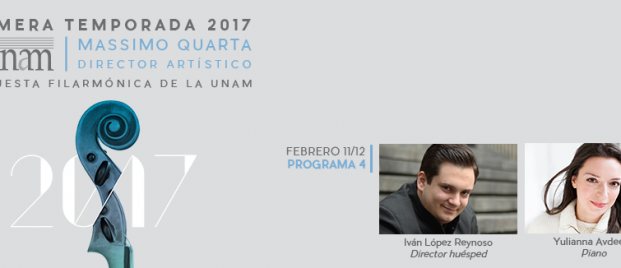 MERA TEMPORADA 2017
unam
MASSIMO QUARTA
DIRECTOR ARTÍSTICO
UESTA FILARMÓNICA DE LA UNAM
2017
FEBRERO 11/12
PROGRAMA 4
Iván López Reynoso
Director huésped
Yulianna Avdee
Piano